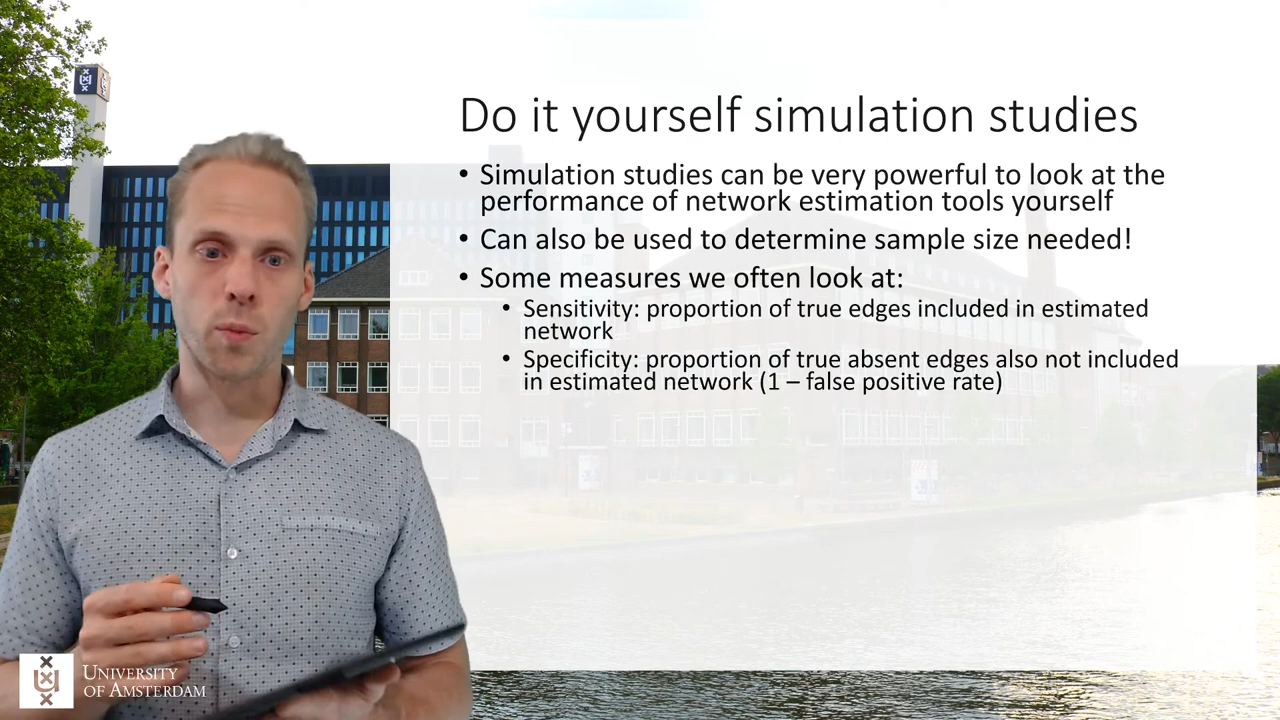 Do it yourself simulation studies
• Simulation studies can be very powerful to look at the
performance of network estimation tools yourself
• Can also be used to determine sample size needed!
• Some measures we often look at:
• Sensitivity: proportion of true edges included in estimated
network
• Specificity: proportion of true absent edges also not included
in estimated network (1 – false positive rate)
UNIVERSITY
OF AMSTERDAM